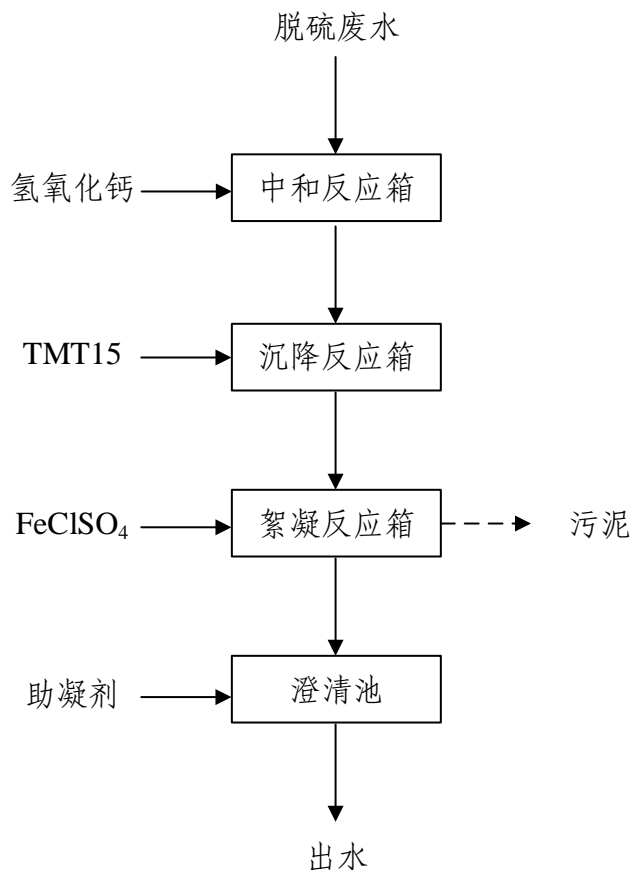 脱硫废水
氢氧化钙
中和反应箱
TMT15
沉降反应箱
FeClSO₄
絮凝反应箱
污泥
助凝剂
澄清池
出水